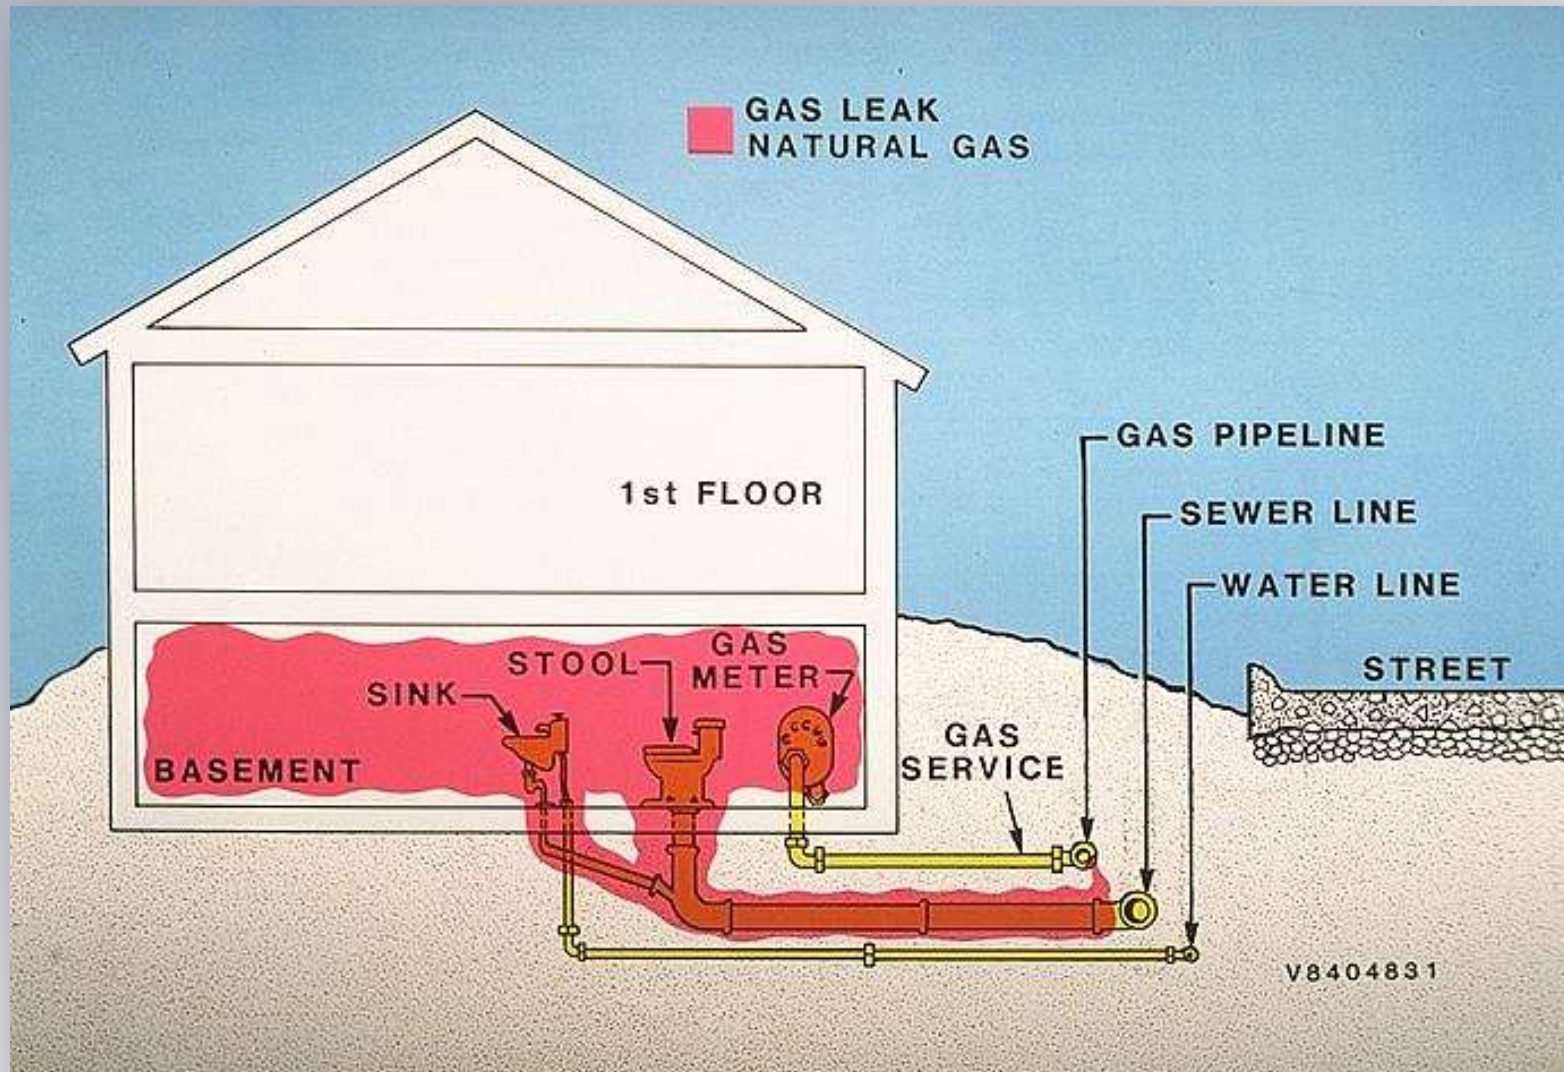 GAS LEAK
NATURAL GAS
1st FLOOR
GAS PIPELINE
SEWER LINE
WATER LINE
STREET
GAS
METER
STOOL
SINK
BASEMENT
GAS
SERVICE
V8404831